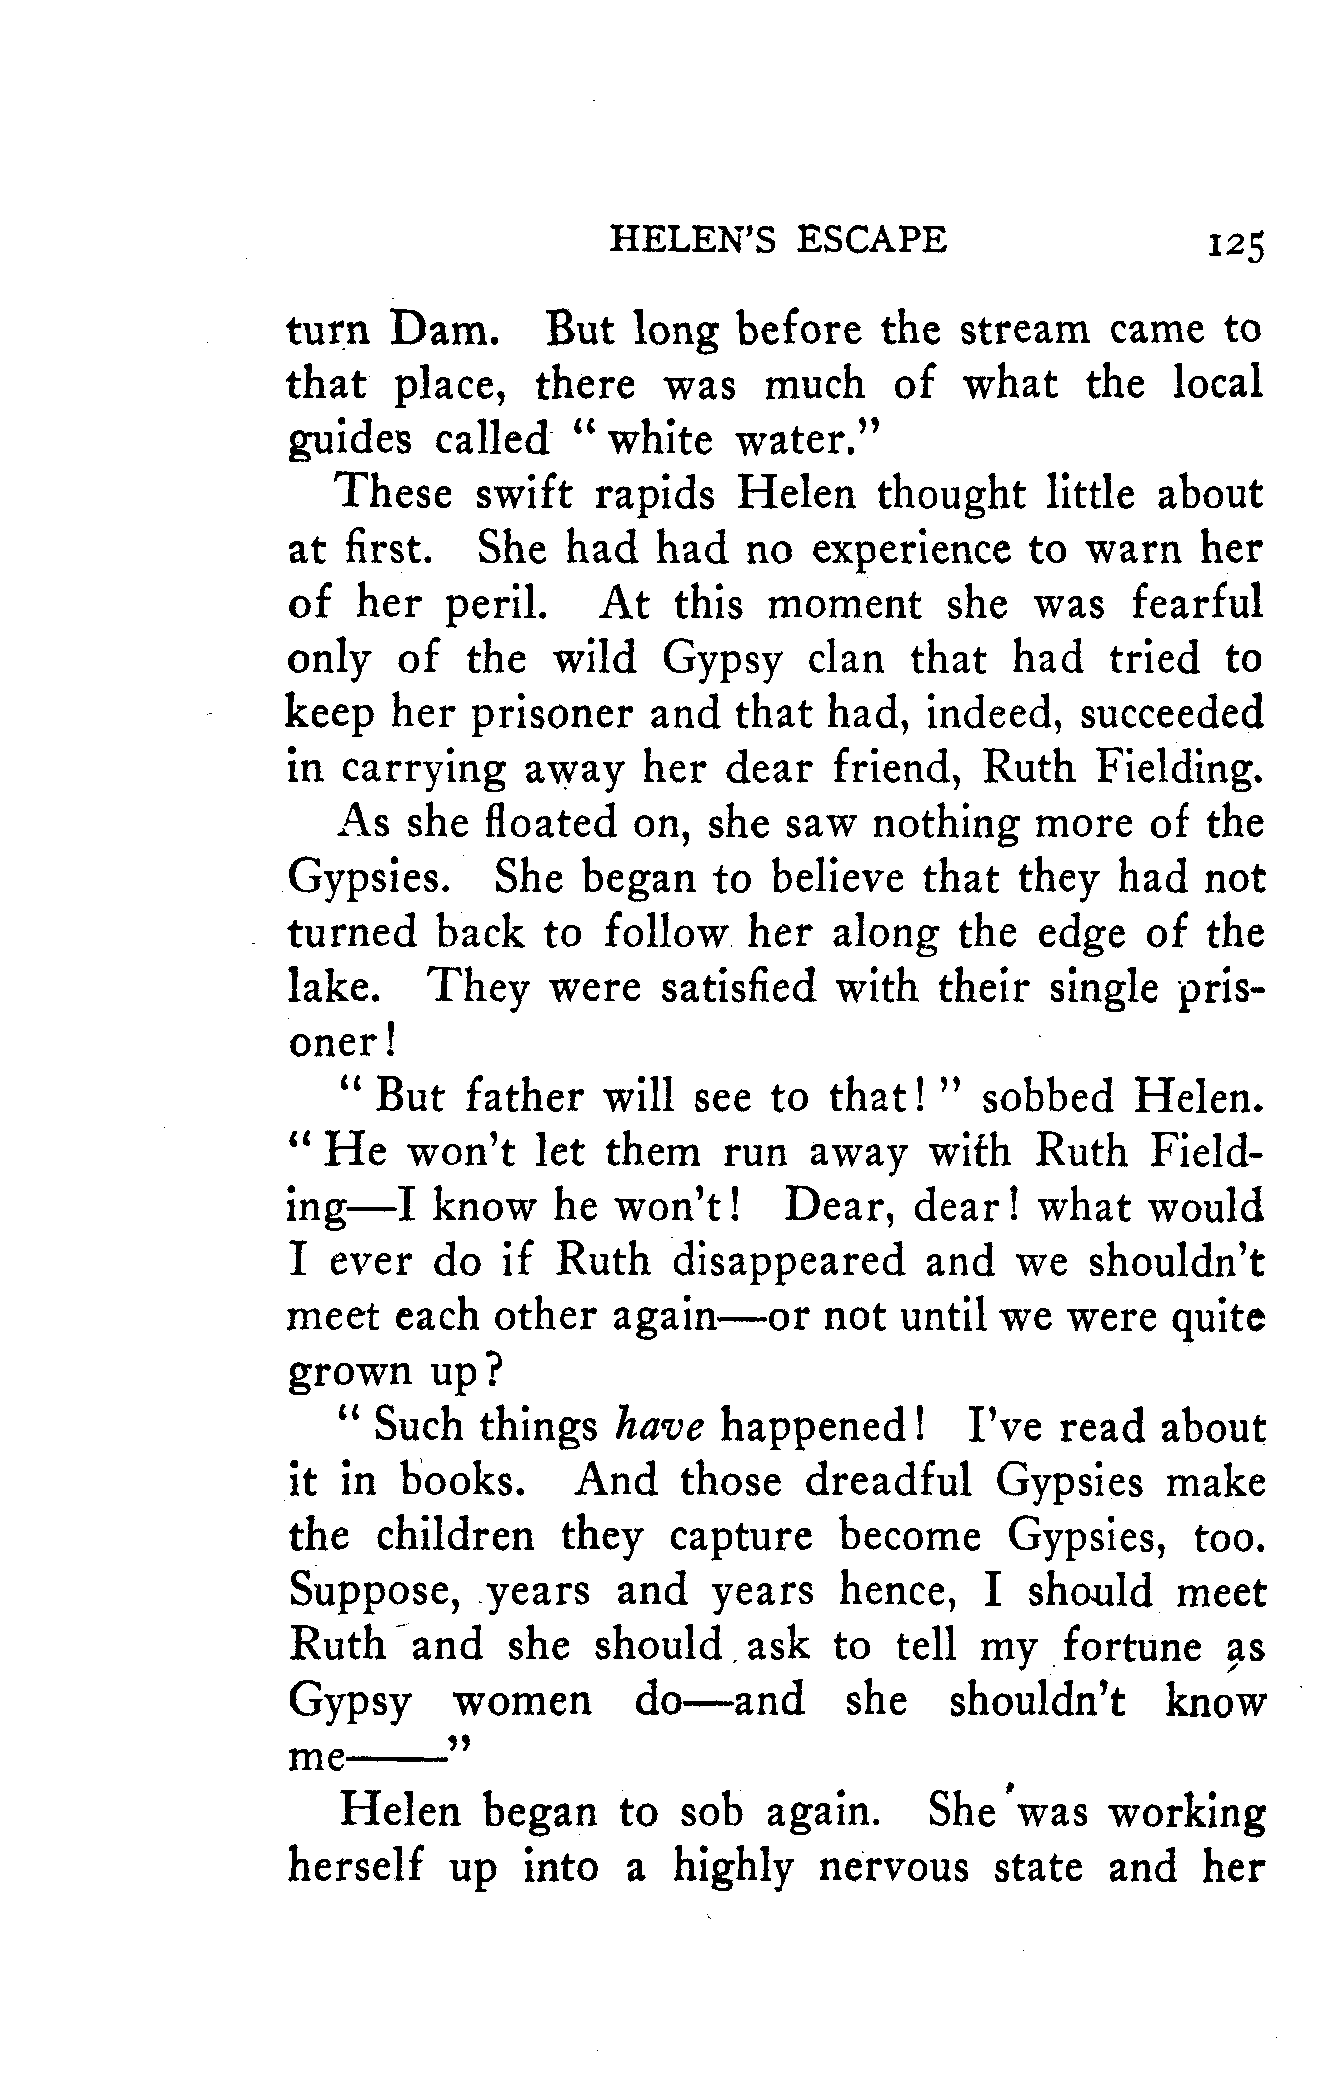 HELEN'S ESCAPE 125
turn Dam. But long before the stream came to
that place, there was much of what the local
guides called " white water."
These swift rapids Helen thought little about
at first. She had had no experience to warn her
of her peril. At this moment she was fearful
only of the wild Gypsy clan that had tried to
keep her prisoner and that had, indeed, succeeded
in carrying away her dear friend, Ruth Fielding.
As she floated on, she saw nothing more of the
Gypsies. She began to believe that they had not
turned back to follow her along the edge of the
lake. They were satisfied with their single pris-
oner!
" But father will see to that! " sobbed Helen.
" He won't let them run away with Ruth Field-
ing—I know he won't! Dear, dear! what would
I ever do if Ruth disappeared and we shouldn't
meet each other again—or not until we were quite
grown up?
" Such things have happened! I've read about
it in books. And those dreadful Gypsies make
the children they capture become Gypsies, too.
Suppose, years and years hence, I should meet
Ruth and she should ask to tell my fortune as
Gypsy women do—and she shouldn't know
me——"
Helen began to sob again. She was working
herself up into a highly nervous state and her